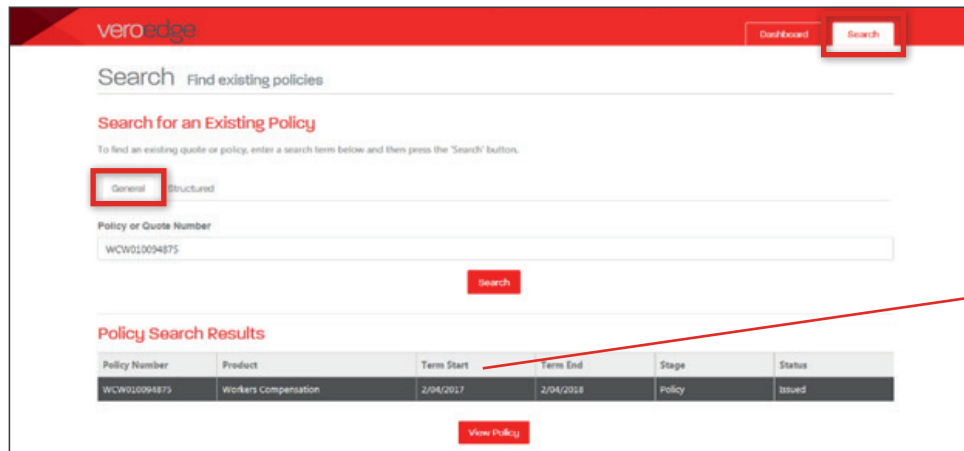 veroedge
Dashboard Search
Search Find existing policies
Search for an Existing Policy
To find an existing quote or policy, enter a search term below and then press the 'Search' button.
General Structured
Policy or Quote Number
WCW010094875
Search
Policy Search Results
Policy Number Product Term Start Term End Stage Status
WCW010094875 Workers Compensation 2/04/2017 2/04/2018 Policy Issued
View Policy